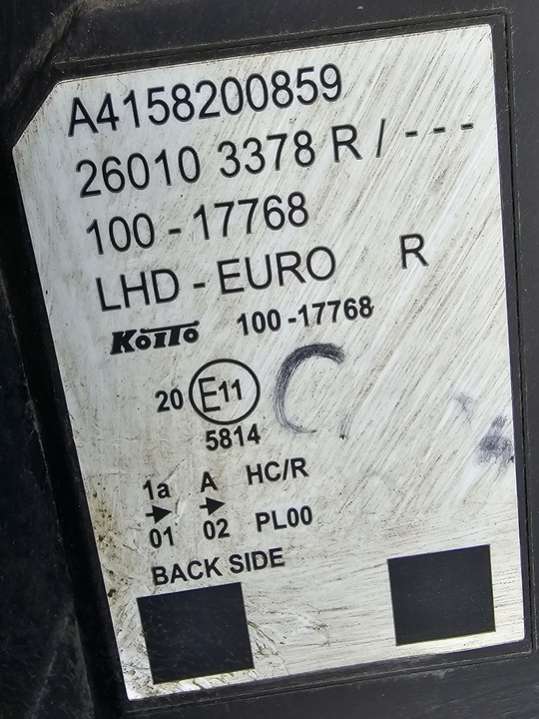 A4158200859
26010 3378 R / ---
100 - 17768
LHD - EURO R
KOITO 100 -17768
20 E11
5814
1a A HC/R
01 02 PL00
BACK SIDE
C